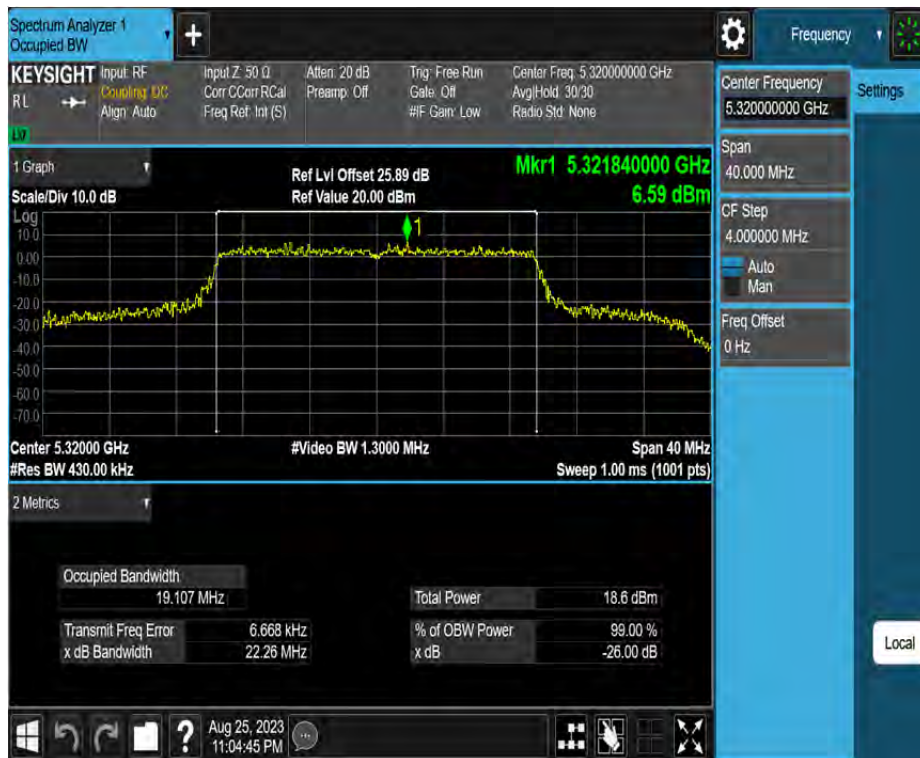 Spectrum Analyzer 1
Occupied BW
+
Frequency
KEYSIGHT
RL
LXI
Input: RF
Coupling: DC
Align: Auto
Input Z: 50 Ω
Corr CCorr RCal
Freq Ref: Int (S)
Atten: 20 dB
Preamp: Off
Trig: Free Run
Gate: Off
#IF Gain: Low
Center Freq: 5.320000000 GHz
Avg|Hold: 30/30
Radio Std: None
Center Frequency
5.320000000 GHz
Settings
Span
40.000 MHz
CF Step
4.000000 MHz
Auto
Man
Freq Offset
0 Hz
Local
1 Graph
Scale/Div 10.0 dB
Ref Lvl Offset 25.89 dB
Ref Value 20.00 dBm
Mkr1 5.321840000 GHz
6.59 dBm
Log
10.0
0.00
-10.0
-20.0
-30.0
-40.0
-50.0
-60.0
-70.0
1
Center 5.32000 GHz
#Video BW 1.3000 MHz
Span 40 MHz
#Res BW 430.00 kHz
Sweep 1.00 ms (1001 pts)
2 Metrics
Occupied Bandwidth
19.107 MHz
Total Power 18.6 dBm
Transmit Freq Error 6.668 kHz
% of OBW Power 99.00 %
x dB Bandwidth 22.26 MHz
x dB -26.00 dB
?
Aug 25, 2023
11:04:45 PM